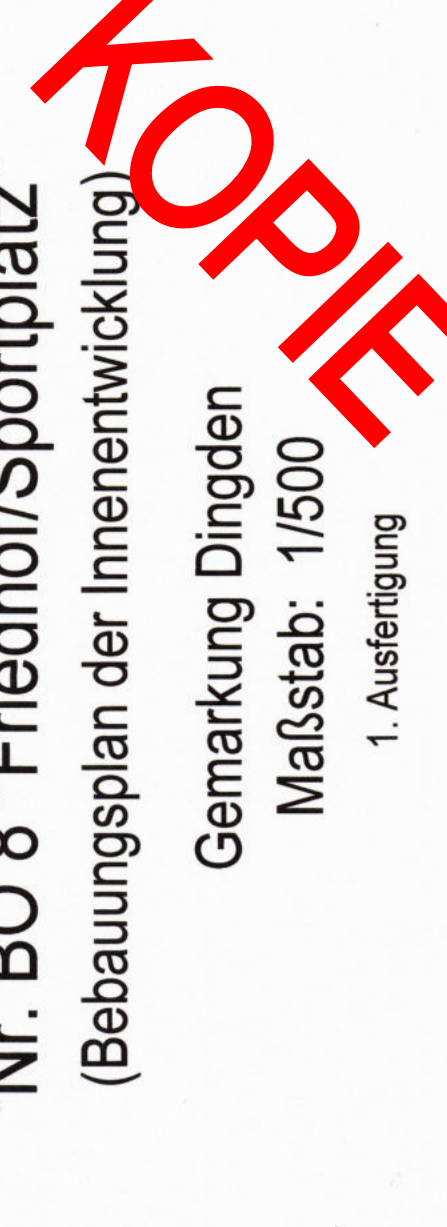 Nr. BO 8 Friedhof/Sportplatz
(Bebauungsplan der Innenentwicklung)
Gemarkung Dingden
Maßstab: 1/500
1. Ausfertigung
KOPIE